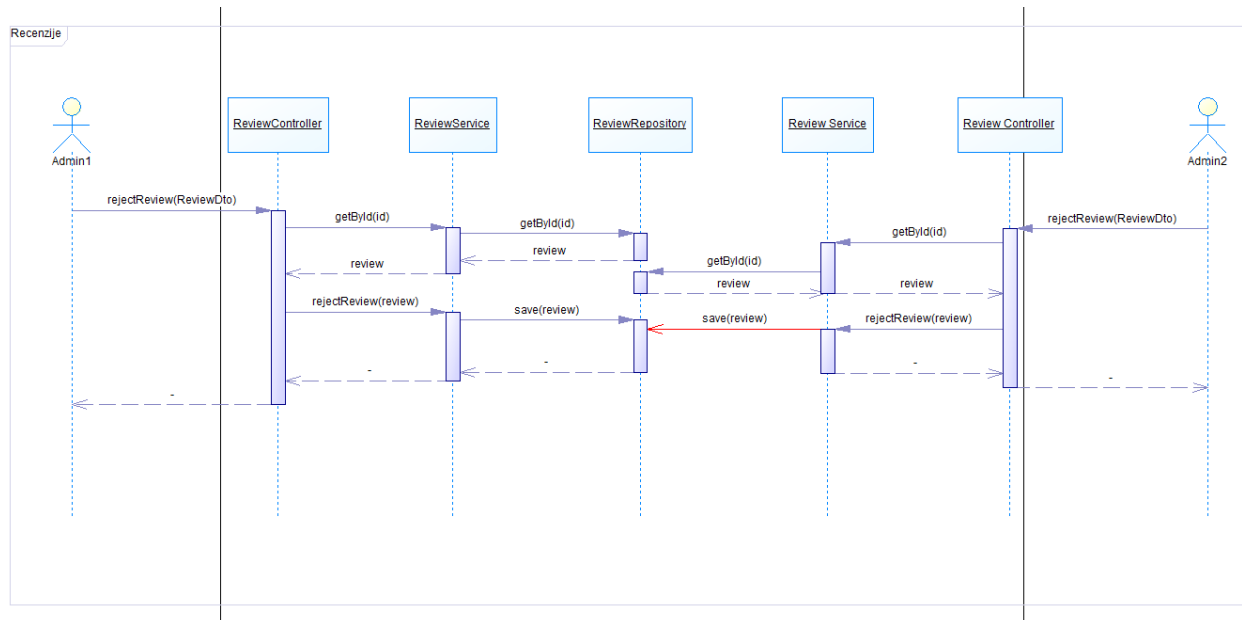 Recenzije
ReviewController
ReviewService
ReviewRepository
Review Service
Review Controller
Admin1
Admin2
rejectReview(ReviewDto)
getById(id)
getById(id)
rejectReview(ReviewDto)
getById(id)
review
review
getById(id)
review
review
rejectReview(review)
save(review)
save(review)
rejectReview(review)
-
-
-
-
-